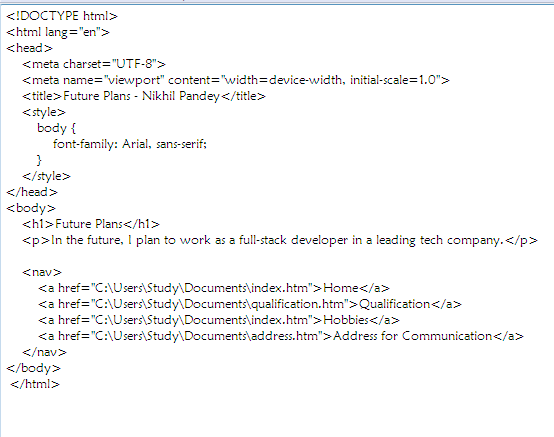 <!DOCTYPE html>
<html lang="en">
<head>
    <meta charset="UTF-8">
    <meta name="viewport" content="width=device-width, initial-scale=1.0">
    <title>Future Plans - Nikhil Pandey</title>
    <style>
        body {
            font-family: Arial, sans-serif;
        }
    </style>
</head>
<body>
    <h1>Future Plans</h1>
    <p>In the future, I plan to work as a full-stack developer in a leading tech company.</p>

    <nav>
        <a href="C:\Users\Study\Documents\index.htm">Home</a>
        <a href="C:\Users\Study\Documents\qualification.htm">Qualification</a>
        <a href="C:\Users\Study\Documents\index.htm">Hobbies</a>
        <a href="C:\Users\Study\Documents\address.htm">Address for Communication</a>
    </nav>
</body>
 </html>